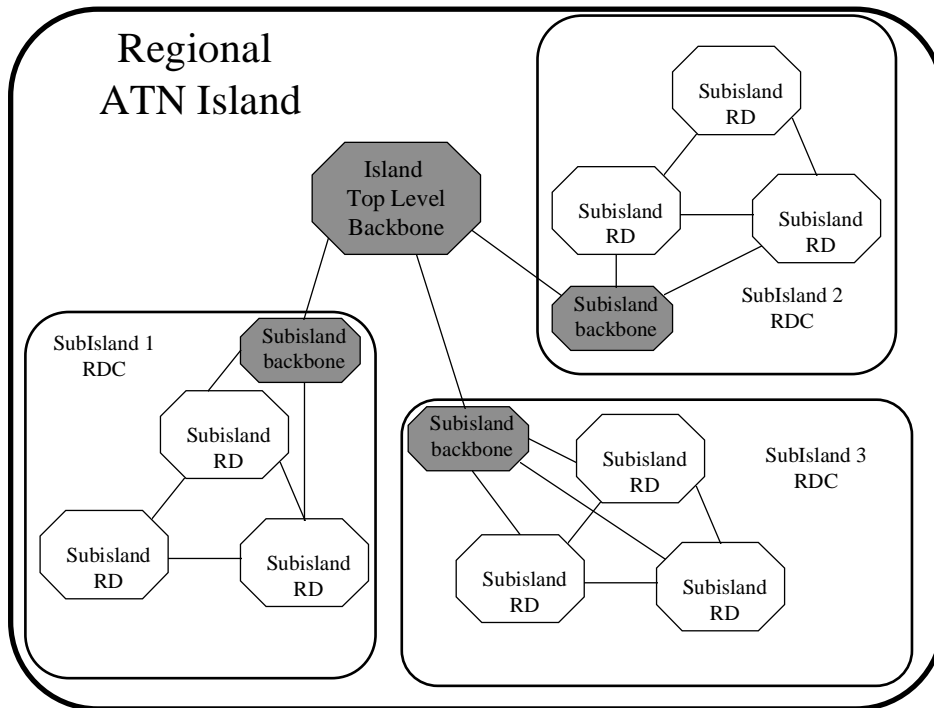 Regional
ATN Island
Island
Top Level
Backbone
Subisland
RD
Subisland
RD
Subisland
RD
Subisland
backbone
SubIsland 2
RDC
SubIsland 1
RDC
Subisland
backbone
Subisland
RD
Subisland
RD
Subisland
RD
Subisland
backbone
Subisland
RD
SubIsland 3
RDC
Subisland
RD
Subisland
RD